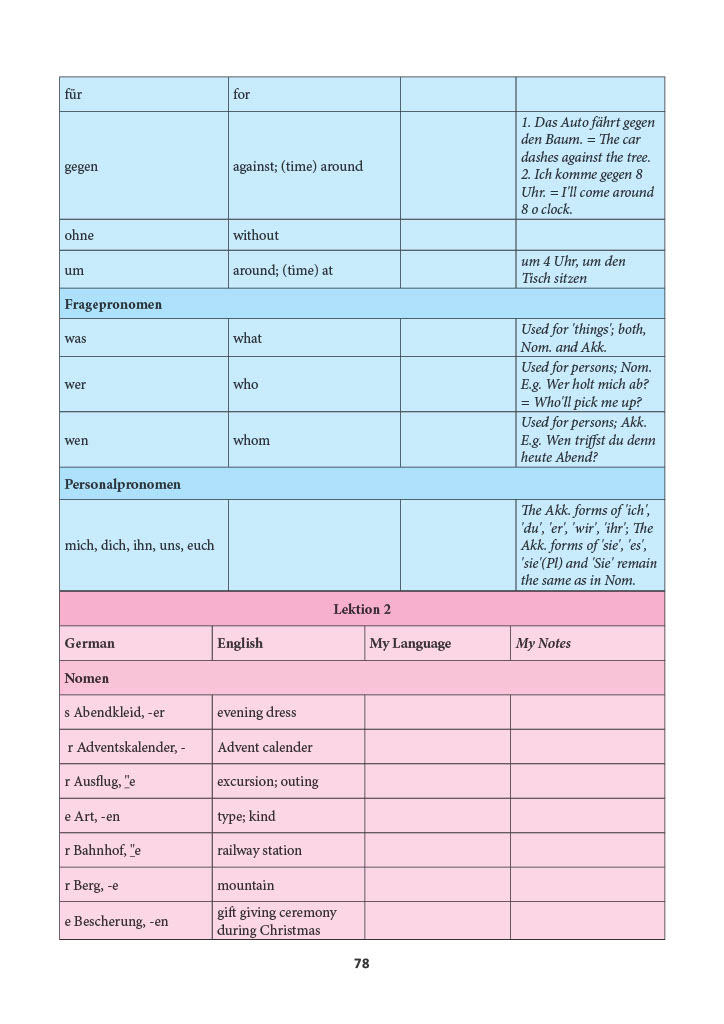 für for
gegen against; (time) around 1. Das Auto fährt gegen
den Baum. = The car
dashes against the tree.
2. Ich komme gegen 8
Uhr. = I'll come around
8 o clock.
ohne without
um around; (time) at um 4 Uhr, um den
Tisch sitzen
Fragepronomen
was what Used for 'things'; both,
Nom. and Akk.
wer who Used for persons; Nom.
E.g. Wer holt mich ab?
= Who'll pick me up?
wen whom Used for persons; Akk.
E.g. Wen triffst du denn
heute Abend?
Personalpronomen
mich, dich, ihn, uns, euch The Akk. forms of 'ich',
'du', 'er', 'wir', 'ihr'; The
Akk. forms of 'sie', 'es',
'sie'(Pl) and 'Sie' remain
the same as in Nom.
Lektion 2
German English My Language My Notes
Nomen
s Abendkleid, -er evening dress
r Adventskalender, - Advent calender
r Ausflug, "̲e excursion; outing
e Art, -en type; kind
r Bahnhof, "̲e railway station
r Berg, -e mountain
e Bescherung, -en gift giving ceremony
during Christmas
78